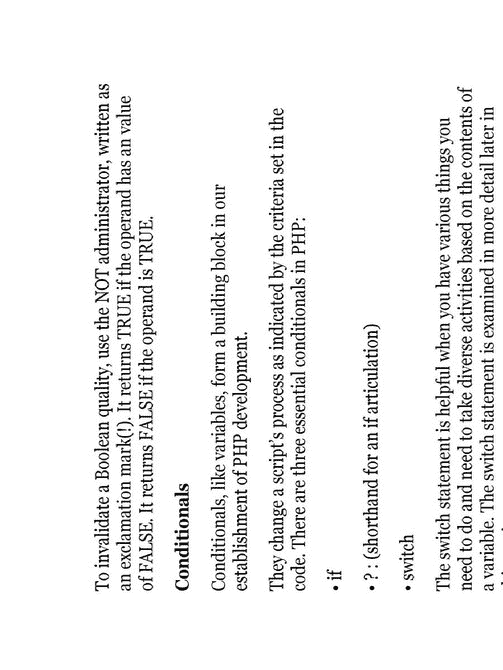 To invalidate a Boolean quality, use the NOT administrator, written as
an exclamation mark(!). It returns TRUE if the operand has an value
of FALSE. It returns FALSE if the operand is TRUE.
Conditionals
Conditionals, like variables, form a building block in our
establishment of PHP development.
They change a script's process as indicated by the criteria set in the
code. There are three essential conditionals in PHP:
• if
• ? : (shorthand for an if articulation)
• switch
The switch statement is helpful when you have various things you
need to do and need to take diverse activities based on the contents of
a variable. The switch statement is examined in more detail later in